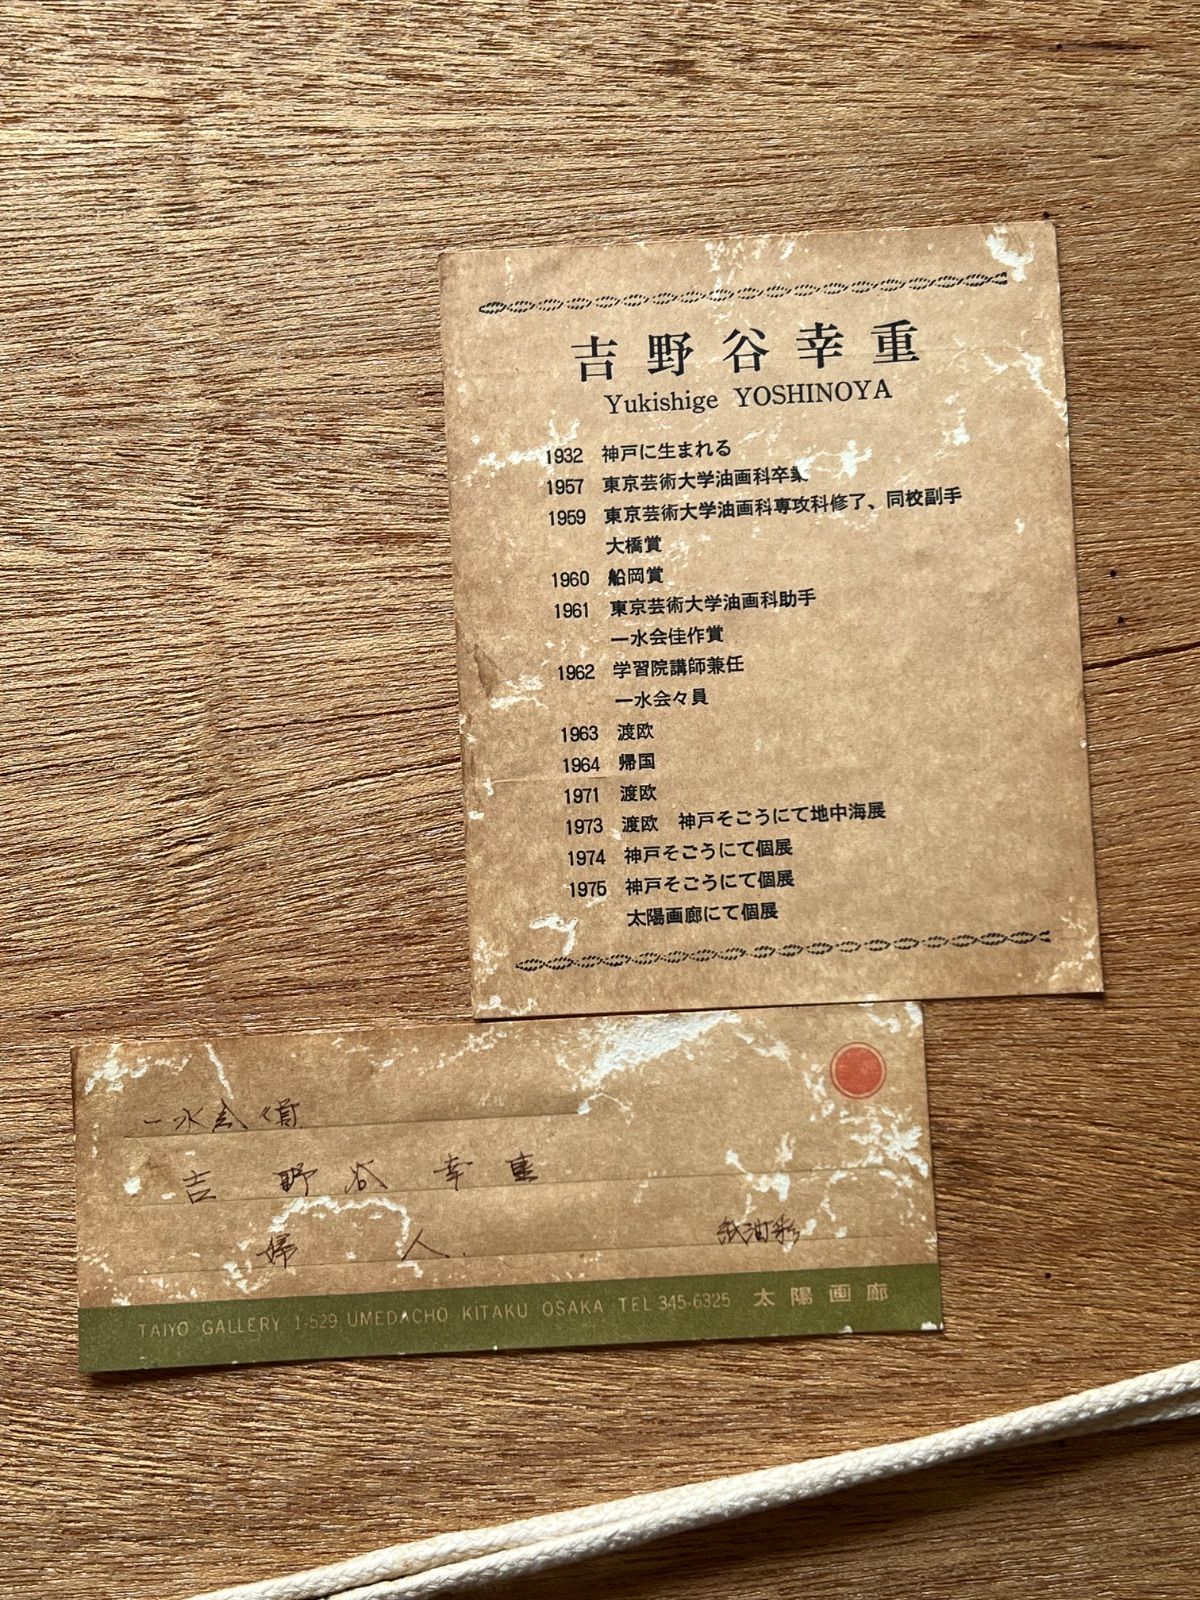 吉野谷幸重
Yukishige YOSHINOYA
1932 神戸に生まれる
1957 東京芸術大学油画科卒業
1959 東京芸術大学油画科専攻科修了、同校副手
大橋賞
1960 船岡賞
1961 東京芸術大学油画科助手
一水会佳作賞
1962 学習院講師兼任
一水会々員
1963 渡欧
1964 帰国
1971 渡欧
1973 渡欧 神戸そごうにて地中海展
1974 神戸そごうにて個展
1975 神戸そごうにて個展
太陽画廊にて個展
一水会々員
吉野谷幸重
婦人.
紙油彩
TAIYO GALLERY 1-529 UMEDACHO KITAKU OSAKA TEL 345-6325 太陽画廊